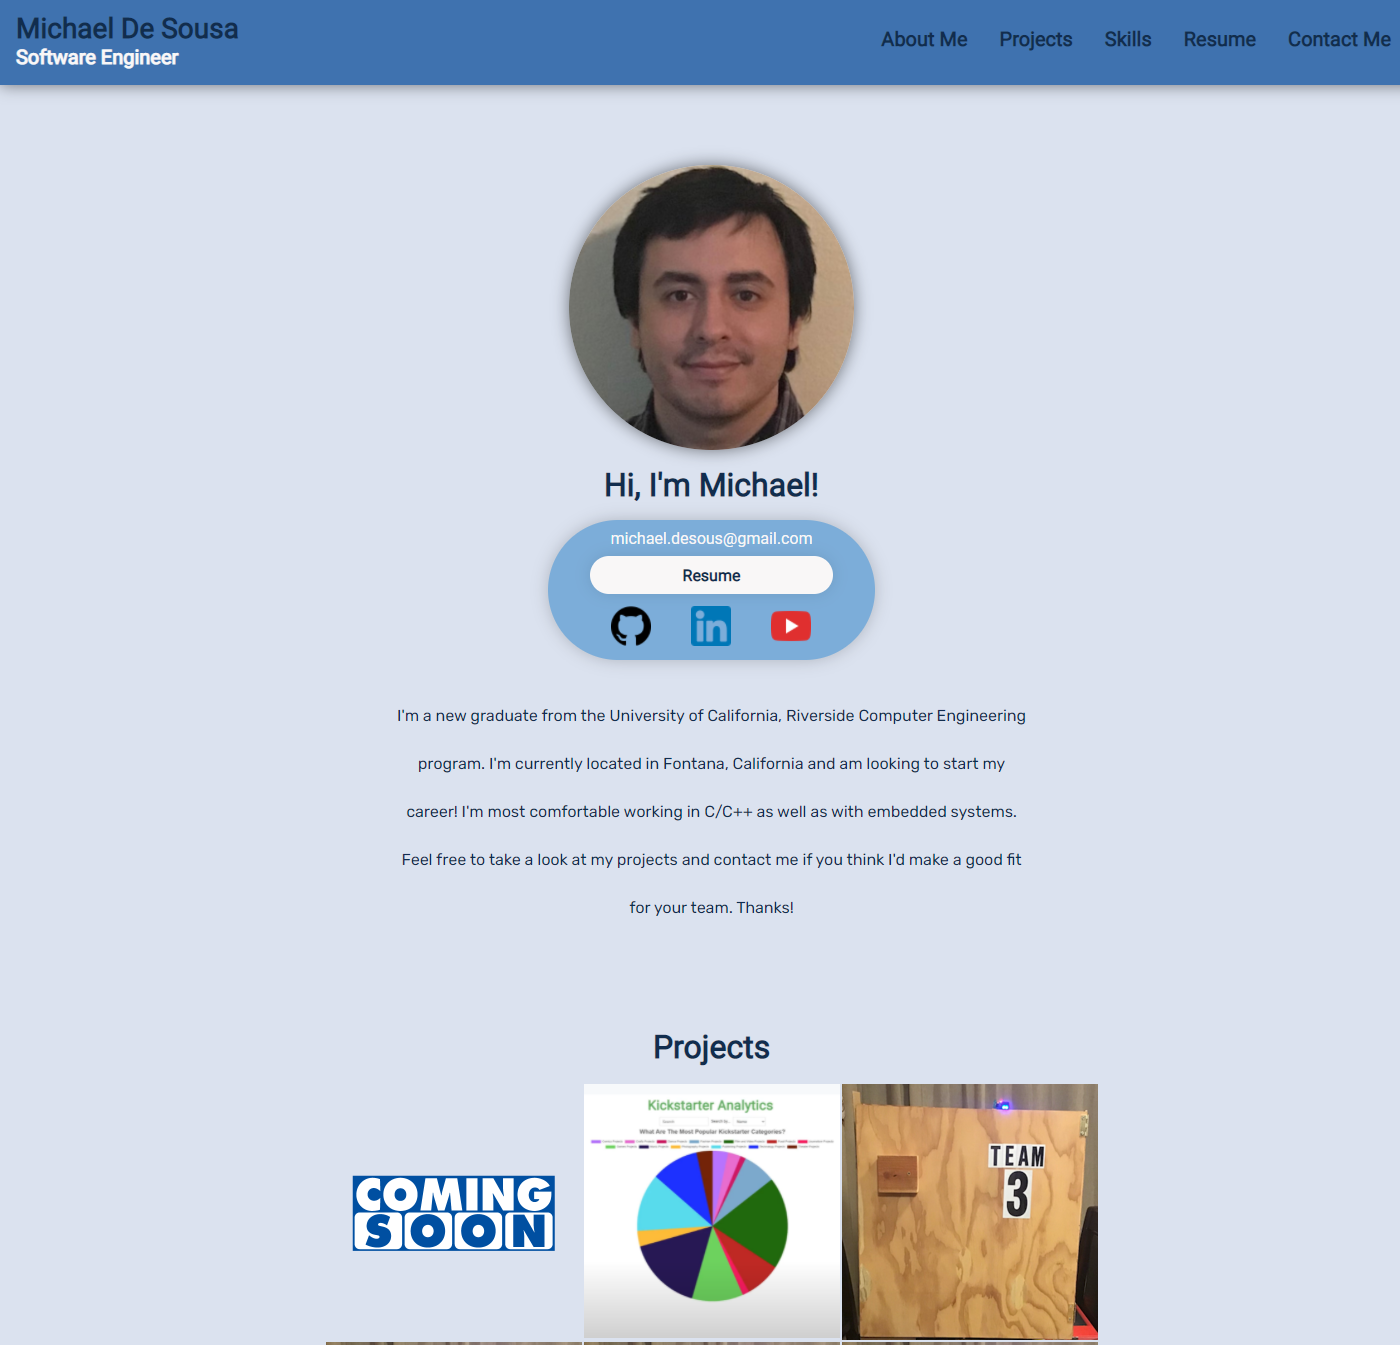 Michael De Sousa
Software Engineer
About Me Projects Skills Resume Contact Me
Hi, I'm Michael!
michael.desous@gmail.com
Resume
in
I'm a new graduate from the University of California, Riverside Computer Engineering
program. I'm currently located in Fontana, California and am looking to start my
career! I'm most comfortable working in C/C++ as well as with embedded systems.
Feel free to take a look at my projects and contact me if you think I'd make a good fit
for your team. Thanks!
Projects
COMING
SOON
Kickstarter Analytics
What Are The Most Popular Kickstarter Categories?
TEAM
3